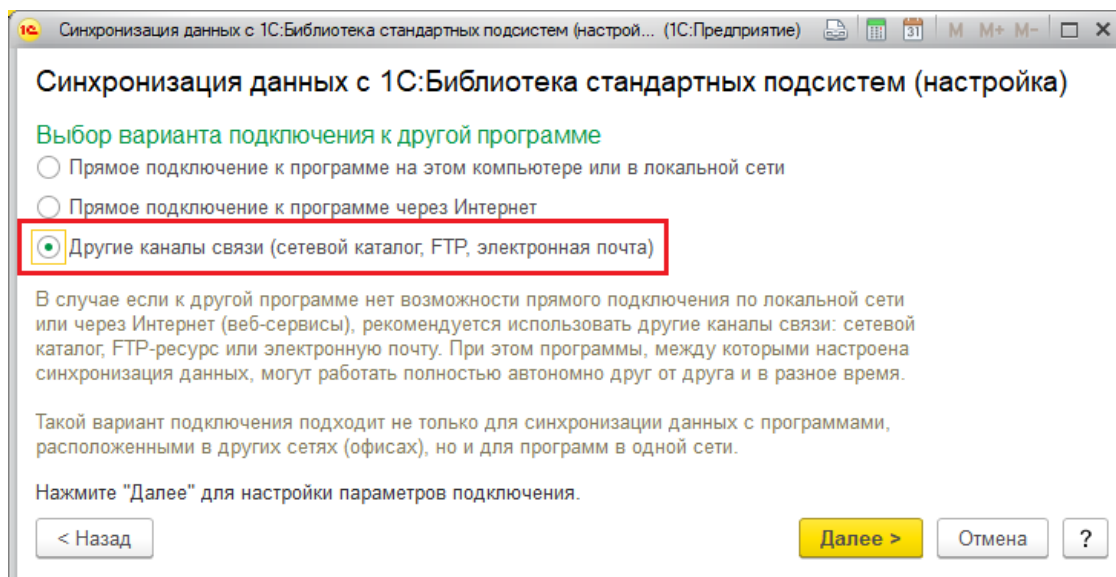 1С Синхронизация данных с 1С:Библиотека стандартных подсистем (настрой... (1С:Предприятие) 31 M M+ M-
Синхронизация данных с 1С:Библиотека стандартных подсистем (настройка)
Выбор варианта подключения к другой программе
Прямое подключение к программе на этом компьютере или в локальной сети
Прямое подключение к программе через Интернет
Другие каналы связи (сетевой каталог, FTP, электронная почта)
В случае если к другой программе нет возможности прямого подключения по локальной сети
или через Интернет (веб-сервисы), рекомендуется использовать другие каналы связи: сетевой
каталог, FTP-ресурс или электронную почту. При этом программы, между которыми настроена
синхронизация данных, могут работать полностью автономно друг от друга и в разное время.
Такой вариант подключения подходит не только для синхронизации данных с программами,
расположенными в других сетях (офисах), но и для программ в одной сети.
Нажмите "Далее" для настройки параметров подключения.
< Назад Далее > Отмена ?